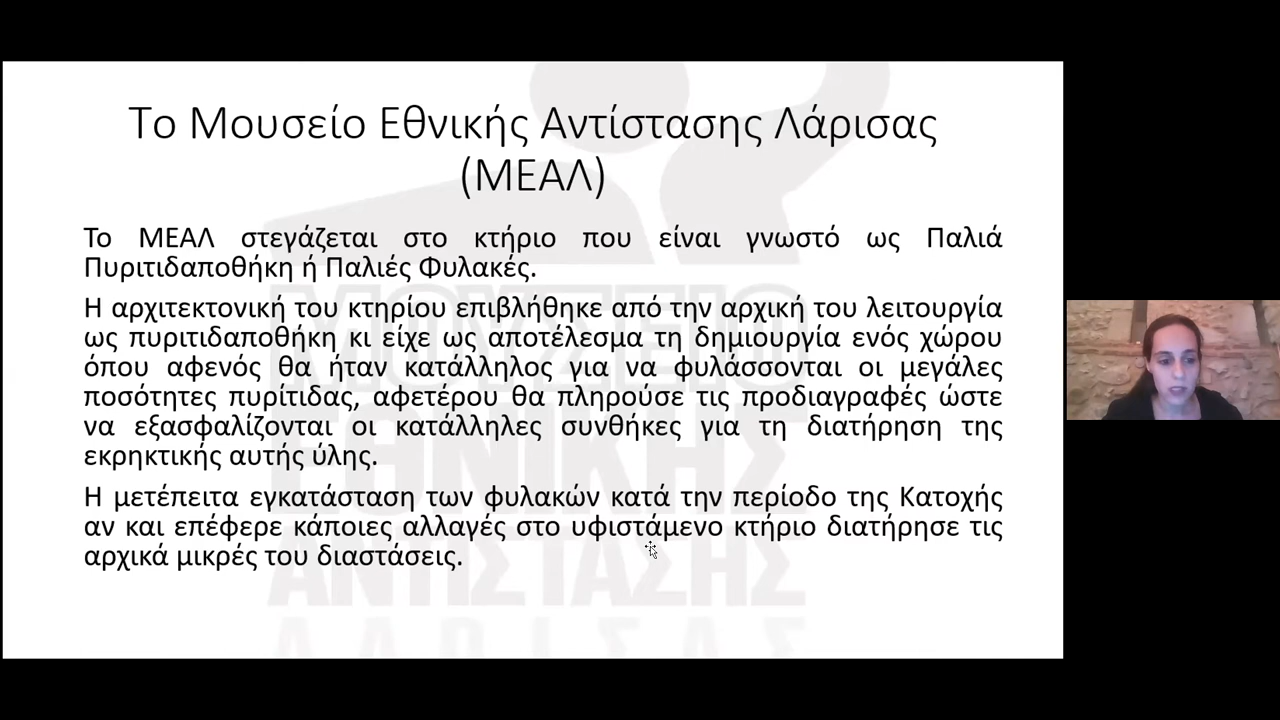 Το Μουσείο Εθνικής Αντίστασης Λάρισας
(ΜΕΑΛ)
Το ΜΕΑΛ στεγάζεται στο κτήριο που είναι γνωστό ως Παλιά
Πυριτιδαποθήκη ή Παλιές Φυλακές.
Η αρχιτεκτονική του κτηρίου επιβλήθηκε από την αρχική του λειτουργία
ως πυριτιδαποθήκη κι είχε ως αποτέλεσμα τη δημιουργία ενός χώρου
όπου αφενός θα ήταν κατάλληλος για να φυλάσσονται οι μεγάλες
ποσότητες πυρίτιδας, αφετέρου θα πληρούσε τις προδιαγραφές ώστε
να εξασφαλίζονται οι κατάλληλες συνθήκες για τη διατήρηση της
εκρηκτικής αυτής ύλης.
Η μετέπειτα εγκατάσταση των φυλακών κατά την περίοδο της Κατοχής
αν και επέφερε κάποιες αλλαγές στο υφιστάμενο κτήριο διατήρησε τις
αρχικά μικρές του διαστάσεις.
ΜΟΥΣΕΙΟ
ΕΘΝΙΚΗΣ
ΑΝΤΙΣΤΑΣΗΣ
ΛΑΡΙΣΑΣ